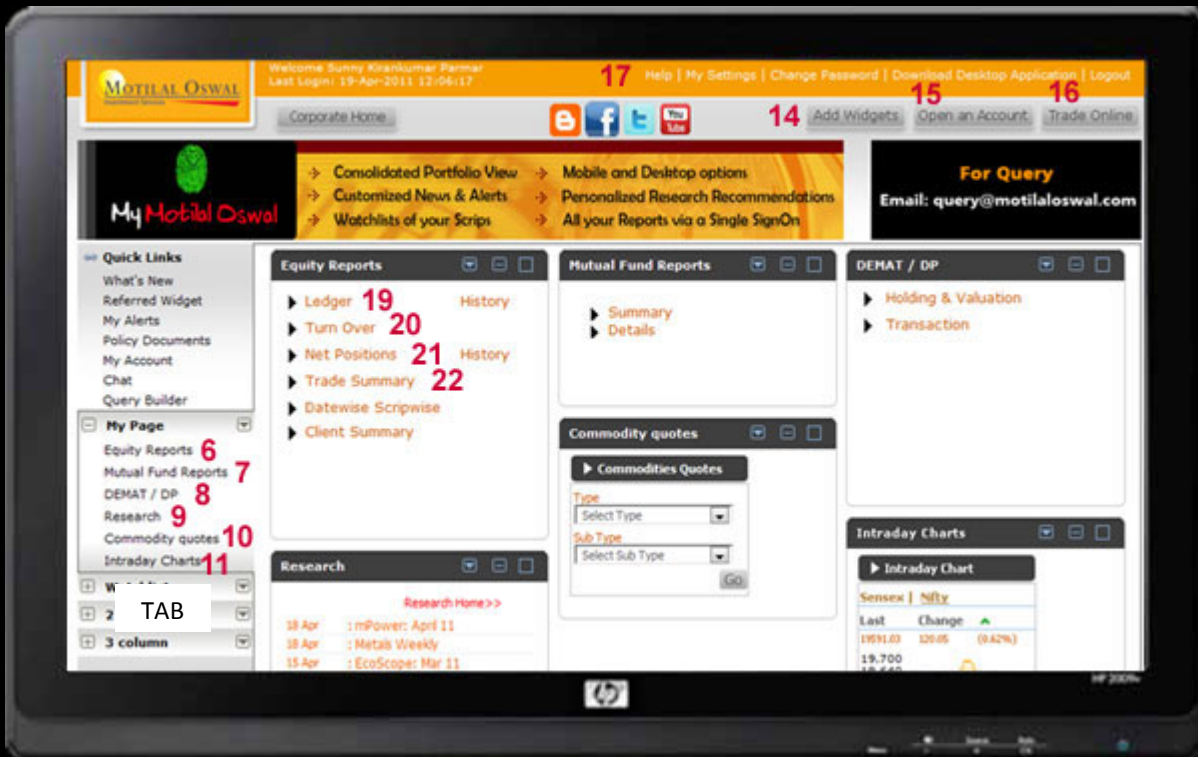 MOTILAL OSWAL
Investment Services
Welcome Sunny Kirankumar Parmar
Last Login: 19-Apr-2011 12:06:17
17
Help | My Settings | Change Password | Download Desktop Application | Logout
Corporate Home
You
Tube
14
Add Widgets
15
Open an Account
16
Trade Online
My Motilal Oswal
Consolidated Portfolio View
Customized News & Alerts
Watchlists of your Scrips
Mobile and Desktop options
Personalized Research Recommendations
All your Reports via a Single SignOn
For Query
Email: query@motilaloswal.com
Quick Links
What's New
Referred Widget
My Alerts
Policy Documents
My Account
Chat
Query Builder
My Page
Equity Reports 6
Mutual Fund Reports 7
DEMAT / DP 8
Research 9
Commodity quotes 10
Intraday Charts 11
TAB
2
3 column
Equity Reports
Ledger 19 History
Turn Over 20
Net Positions 21 History
Trade Summary 22
Datewise Scripwise
Client Summary
Research
Research Home>>
18 Apr : mPower: April 11
18 Apr : Metals Weekly
15 Apr : EcoScope: Mar 11
Mutual Fund Reports
Summary
Details
Commodity quotes
Commodities Quotes
Type
Select Type
Sub Type
Select Sub Type
Go
DEMAT / DP
Holding & Valuation
Transaction
Intraday Charts
Intraday Chart
Sensex | Nifty
Last Change
19591.03 120.05 (0.62%)
19.700
hp
HP 2009v
Menu